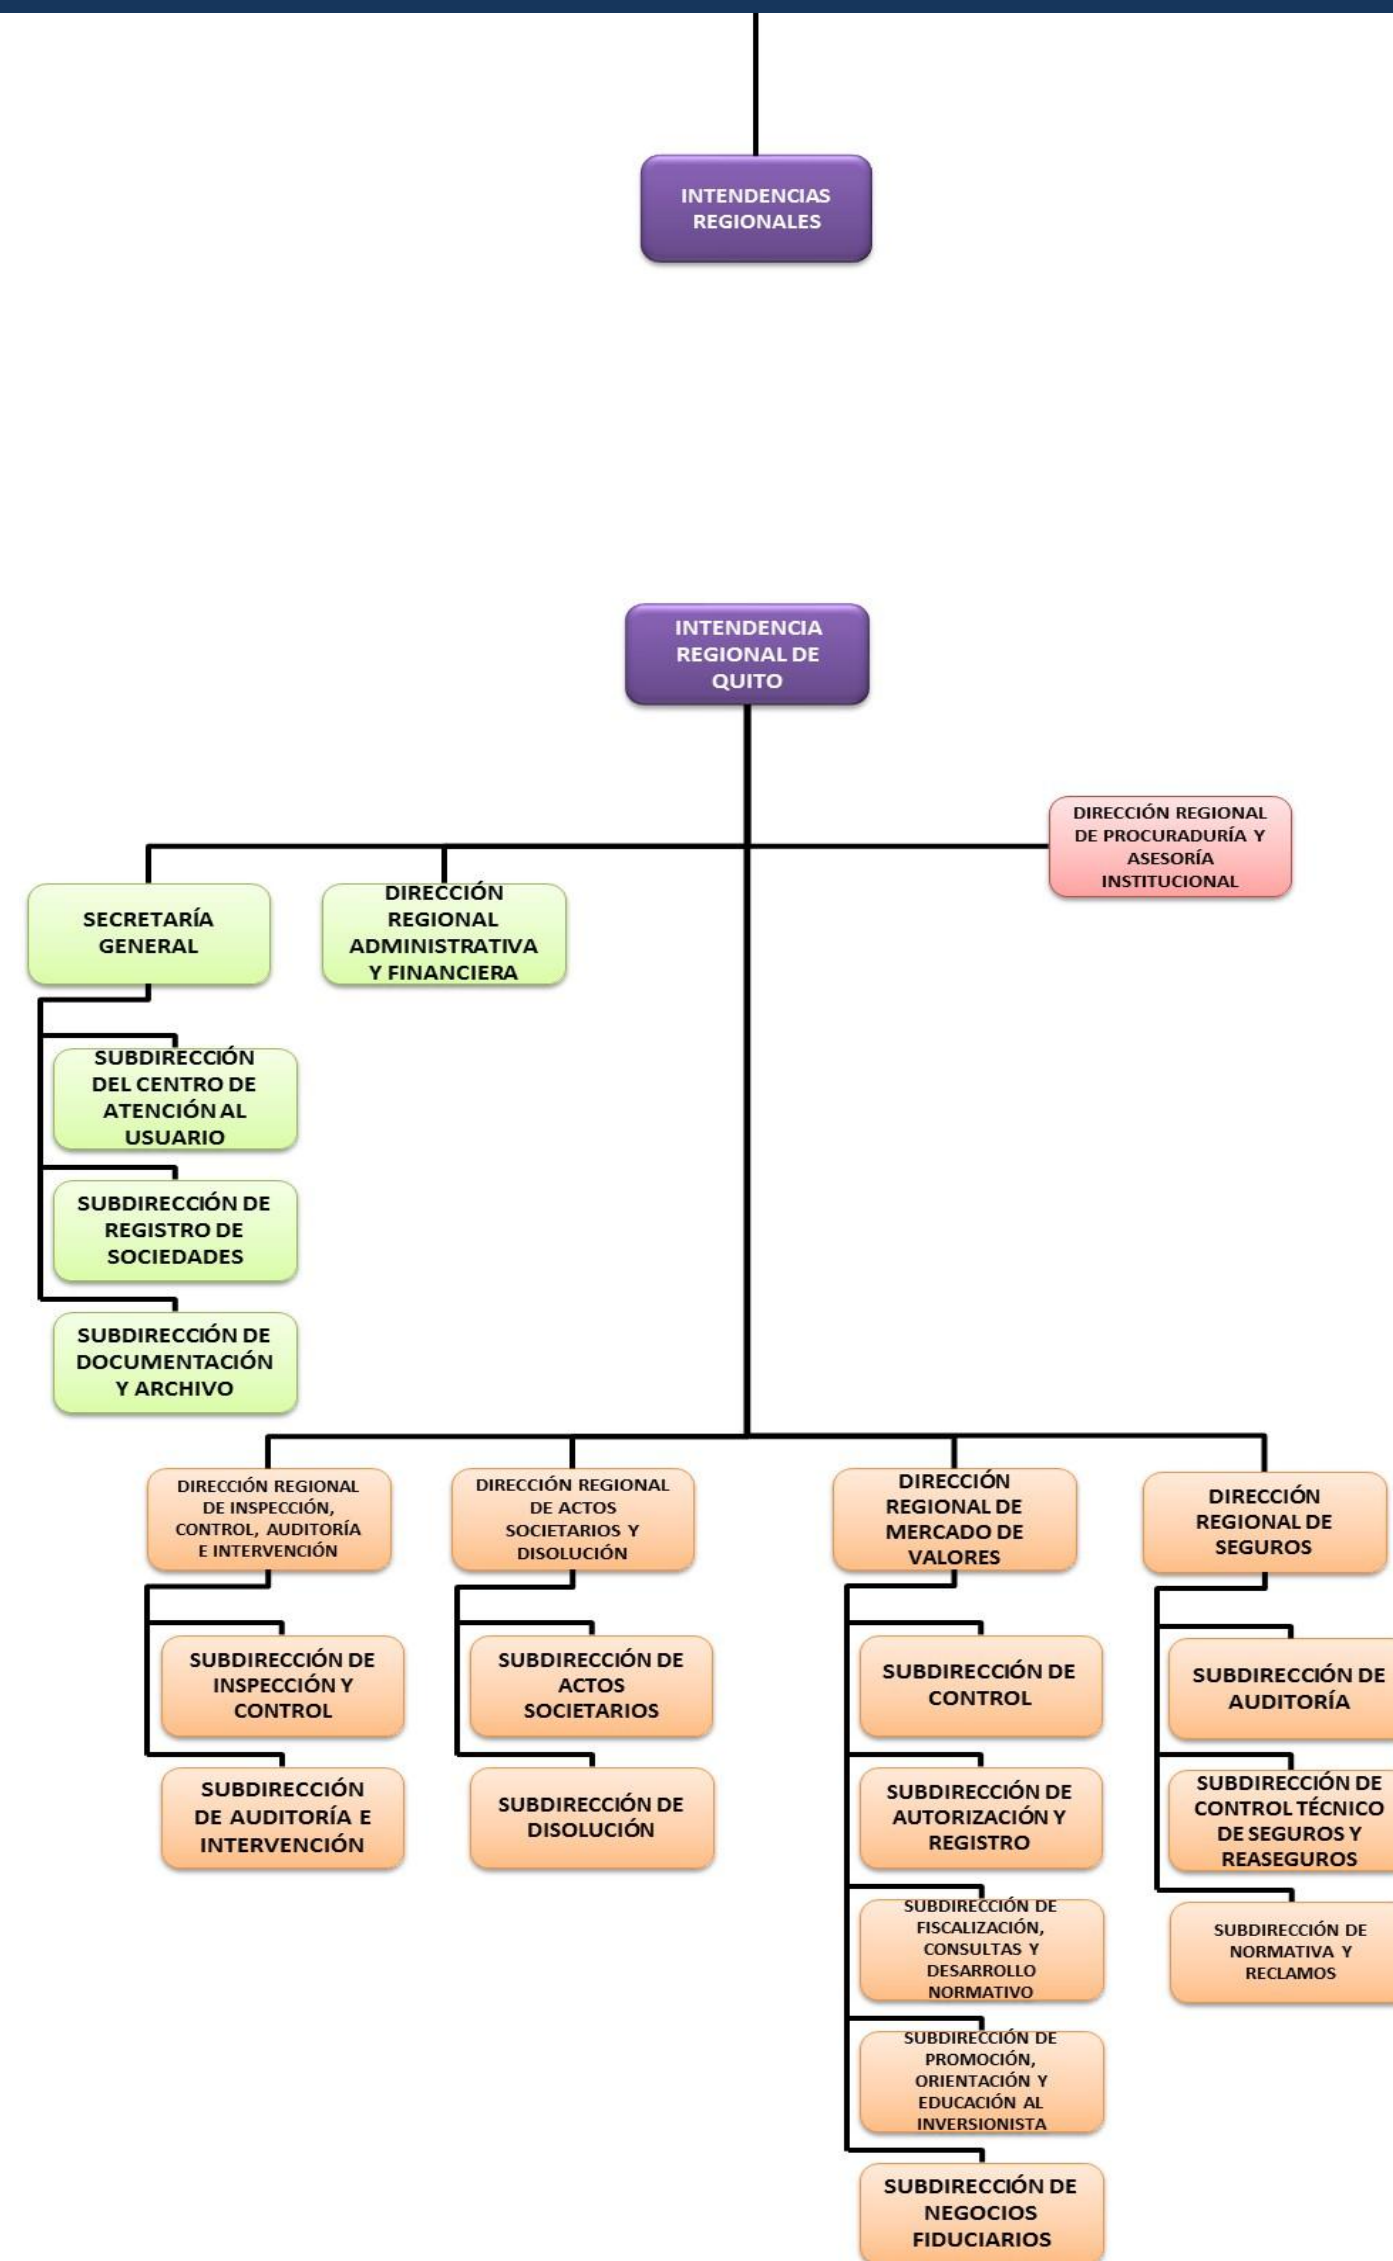 INTENDENCIAS
REGIONALES
INTENDENCIA
REGIONAL DE
QUITO
DIRECCIÓN REGIONAL
DE PROCURADURÍA Y
ASESORÍA
INSTITUCIONAL
SECRETARÍA
GENERAL
DIRECCIÓN
REGIONAL
ADMINISTRATIVA
Y FINANCIERA
SUBDIRECCIÓN
DEL CENTRO DE
ATENCIÓN AL
USUARIO
SUBDIRECCIÓN DE
REGISTRO DE
SOCIEDADES
SUBDIRECCIÓN DE
DOCUMENTACIÓN
Y ARCHIVO
DIRECCIÓN REGIONAL
DE INSPECCIÓN,
CONTROL, AUDITORÍA
E INTERVENCIÓN
SUBDIRECCIÓN DE
INSPECCIÓN Y
CONTROL
SUBDIRECCIÓN
DE AUDITORÍA E
INTERVENCIÓN
DIRECCIÓN REGIONAL
DE ACTOS
SOCIETARIOS Y
DISOLUCIÓN
SUBDIRECCIÓN DE
ACTOS
SOCIETARIOS
SUBDIRECCIÓN DE
DISOLUCIÓN
DIRECCIÓN
REGIONAL DE
MERCADO DE
VALORES
SUBDIRECCIÓN DE
CONTROL
SUBDIRECCIÓN DE
AUTORIZACIÓN Y
REGISTRO
SUBDIRECCIÓN DE
FISCALIZACIÓN,
CONSULTAS Y
DESARROLLO
NORMATIVO
SUBDIRECCIÓN DE
PROMOCIÓN,
ORIENTACIÓN Y
EDUCACIÓN AL
INVERSIONISTA
SUBDIRECCIÓN DE
NEGOCIOS
FIDUCIARIOS
DIRECCIÓN
REGIONAL DE
SEGUROS
SUBDIRECCIÓN DE
AUDITORÍA
SUBDIRECCIÓN DE
CONTROL TÉCNICO
DE SEGUROS Y
REASEGUROS
SUBDIRECCIÓN DE
NORMATIVA Y
RECLAMOS